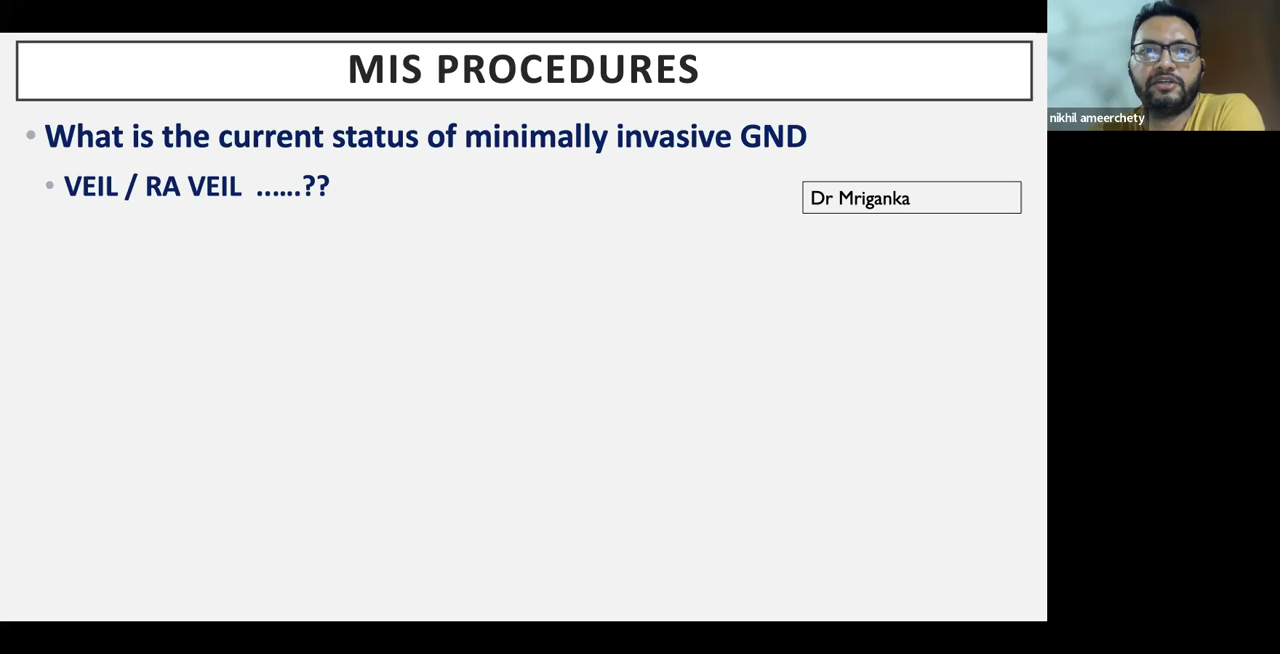 MIS PROCEDURES
• What is the current status of minimally invasive GND
• VEIL / RA VEIL ......??
Dr Mriganka
nikhil ameerchety